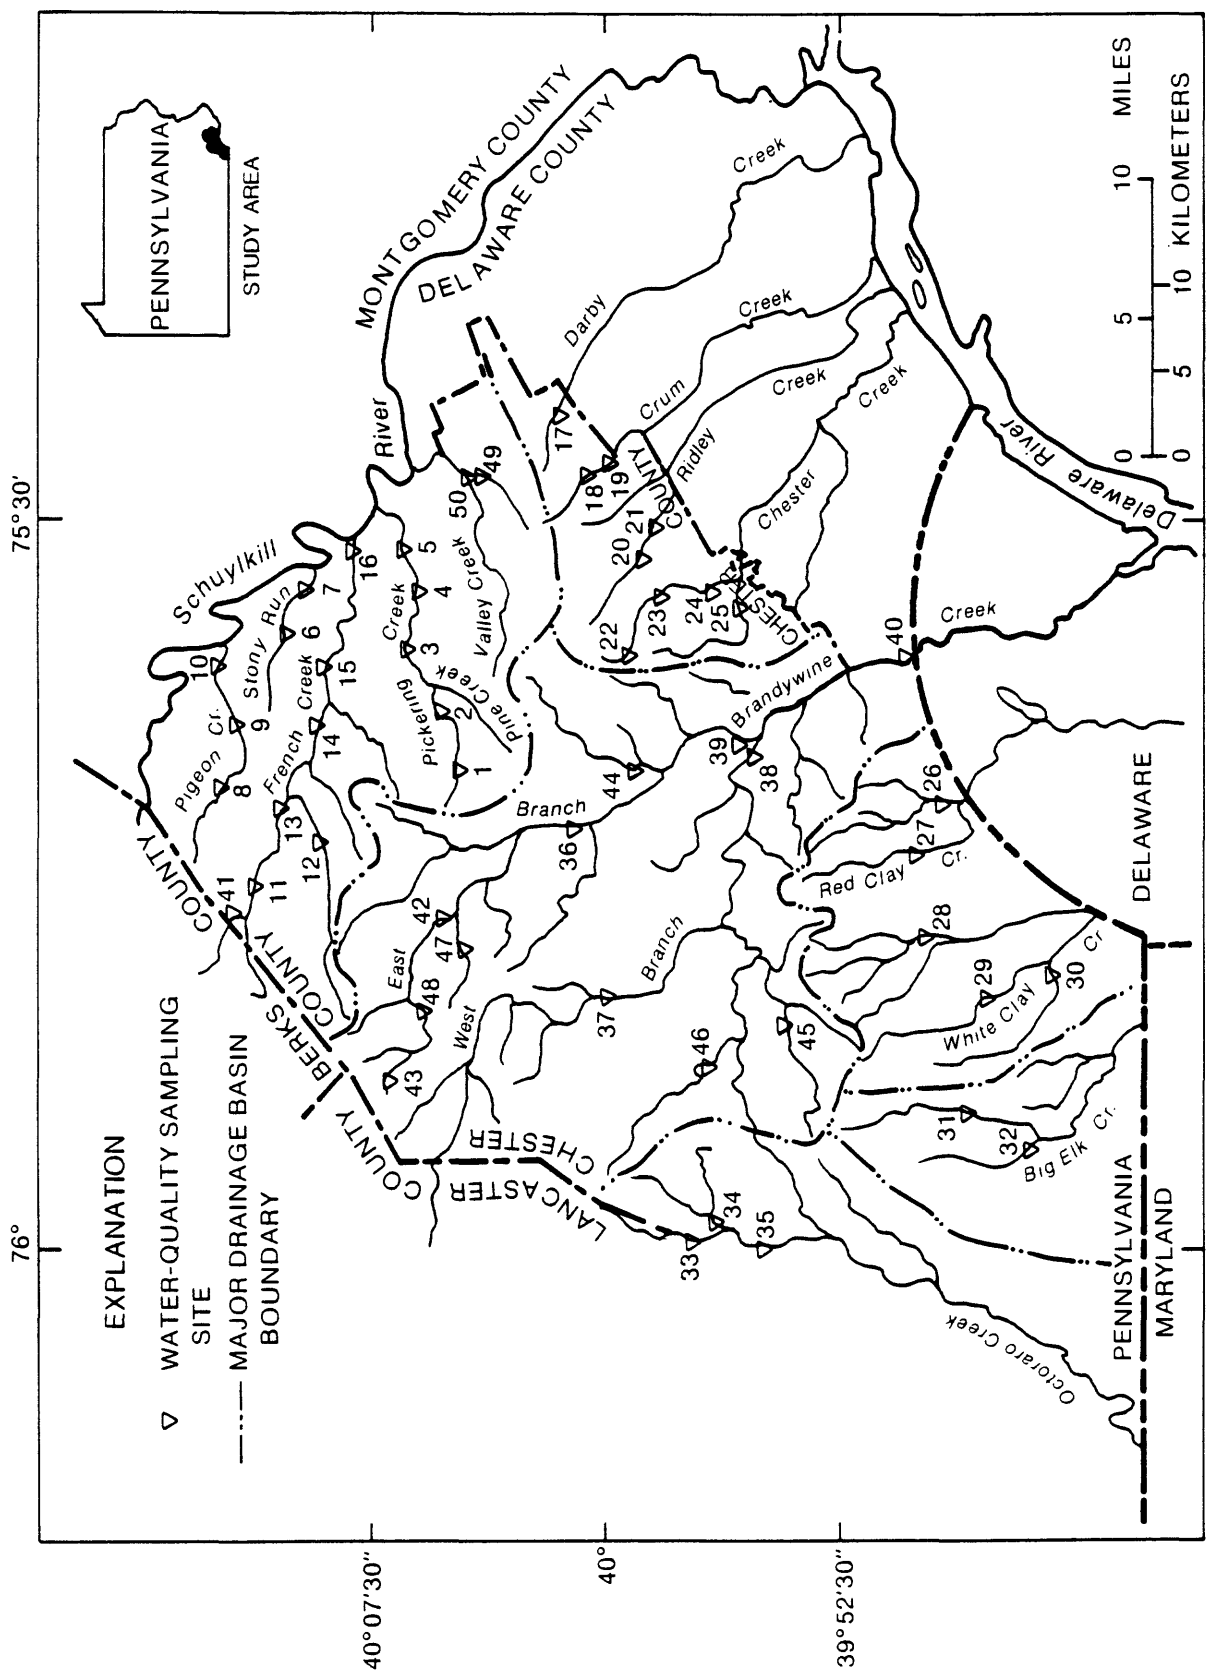 76°
75°30'
40°07'30"
40°
39°52'30"
EXPLANATION
WATER-QUALITY SAMPLING
SITE
MAJOR DRAINAGE BASIN
BOUNDARY
PENNSYLVANIA
STUDY AREA
MONTGOMERY COUNTY
DELAWARE COUNTY
BERKS COUNTY
COUNTY
LANCASTER COUNTY
CHESTER
CHESTER
COUNTY
Schuylkill
River
Pigeon Cr.
Stony Run
French Creek
Pickering Creek
Pine Creek
Valley Creek
Darby
Creek
Crum
Creek
Ridley
Creek
Chester
Creek
East
Branch
West
Branch
Brandywine
Creek
Red Clay Cr.
White Clay Cr
Big Elk Cr.
Octoraro Creek
Delaware River
1
2
3
4
5
6
7
8
9
10
11
12
13
14
15
16
17
18
19
20
21
22
23
24
25
26
27
28
29
30
31
32
33
34
35
36
37
38
39
40
41
42
43
44
45
46
47
48
49
50
PENNSYLVANIA
MARYLAND
DELAWARE
0 5 10 MILES
0 5 10 KILOMETERS